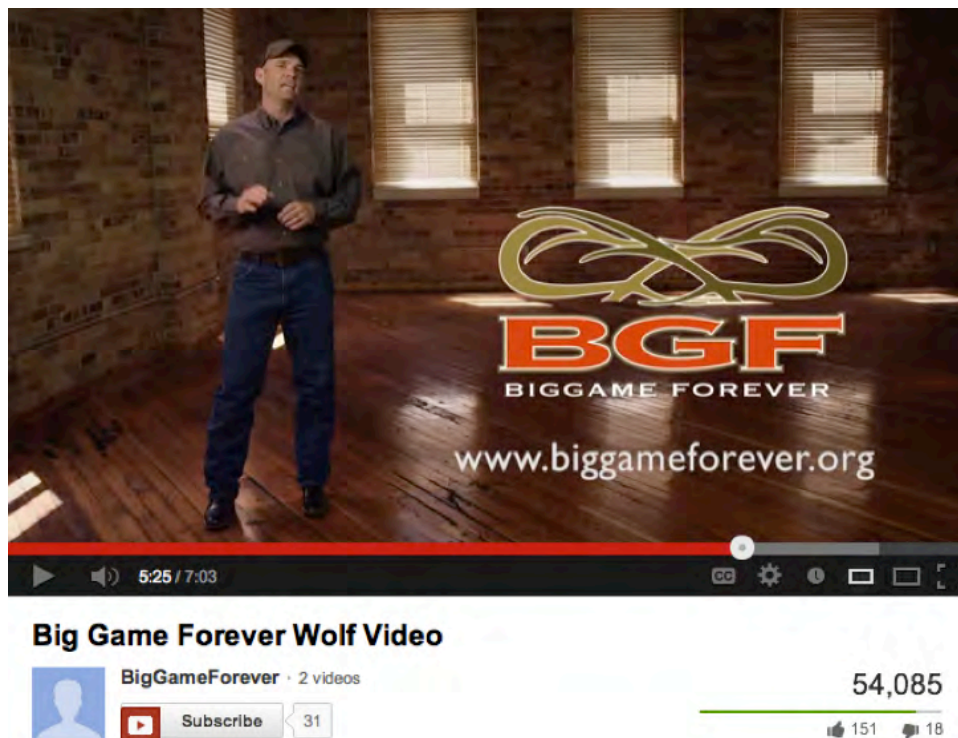 BGF
BIGGAME FOREVER
www.biggameforever.org
5:25 / 7:03
CC
Big Game Forever Wolf Video
BigGameForever · 2 videos
54,085
Subscribe 31
151 18